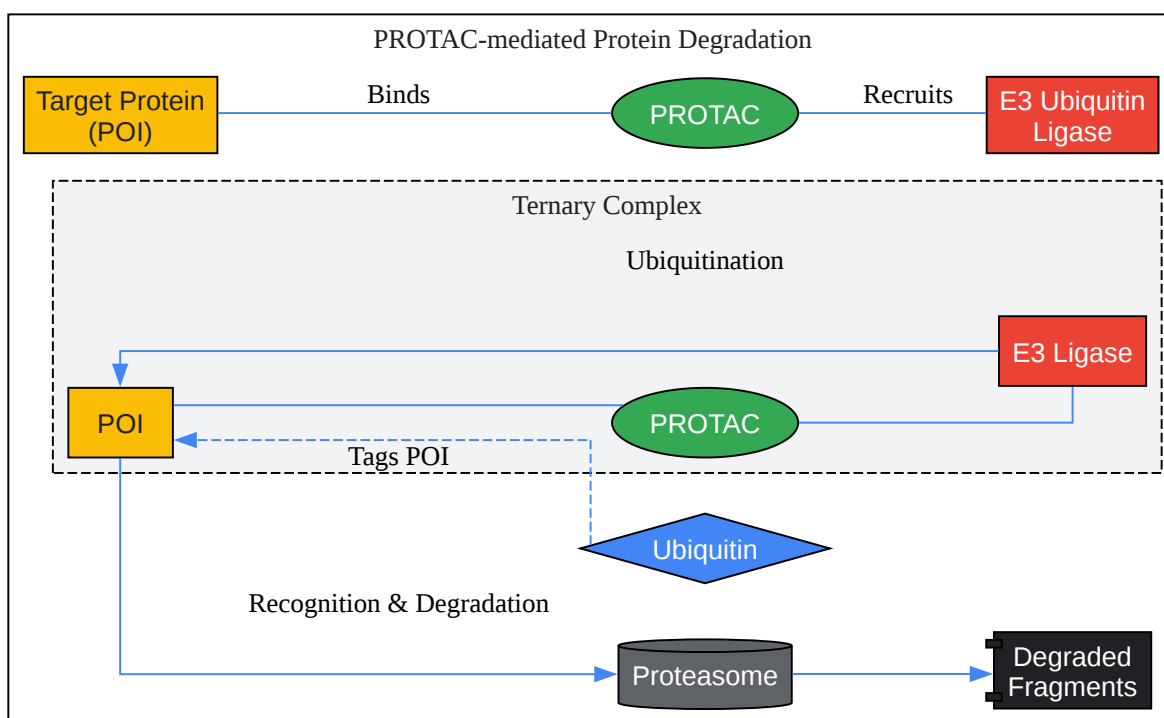 PROTAC-mediated Protein Degradation
Target Protein
(POI)
Binds
PROTAC
Recruits
E3 Ubiquitin
Ligase
Ternary Complex
Ubiquitination
E3 Ligase
POI
PROTAC
Tags POI
Ubiquitin
Recognition & Degradation
Proteasome
Degraded
Fragments